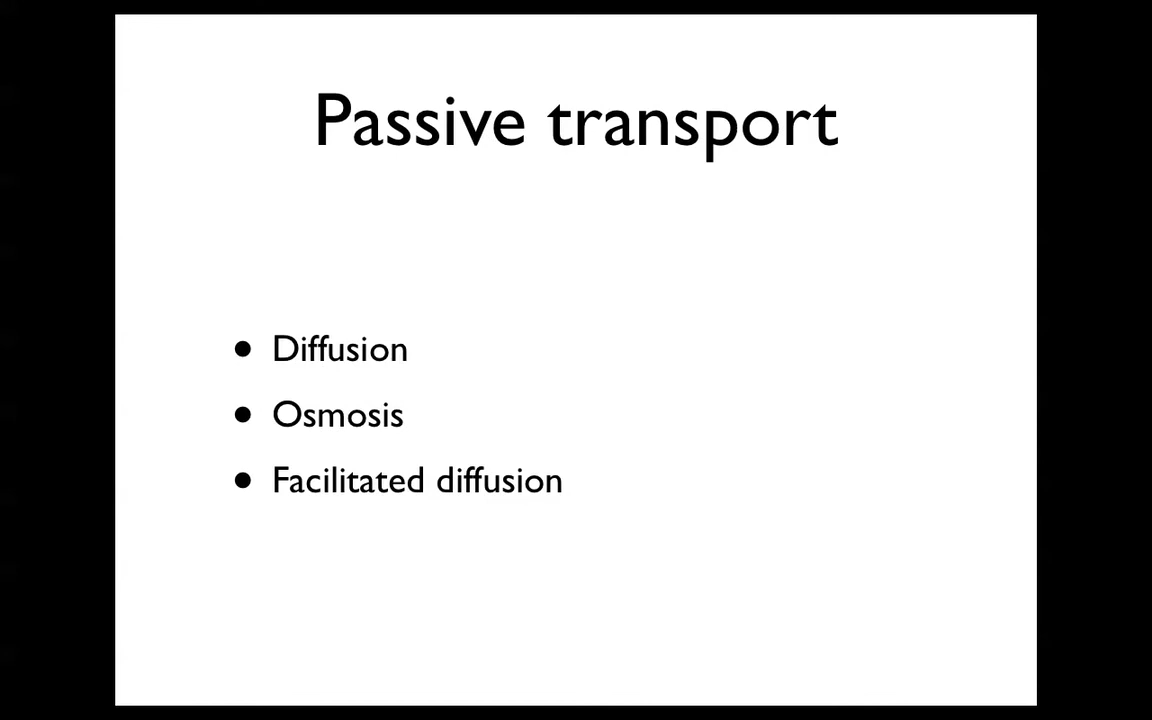 Passive transport
• Diffusion
• Osmosis
• Facilitated diffusion